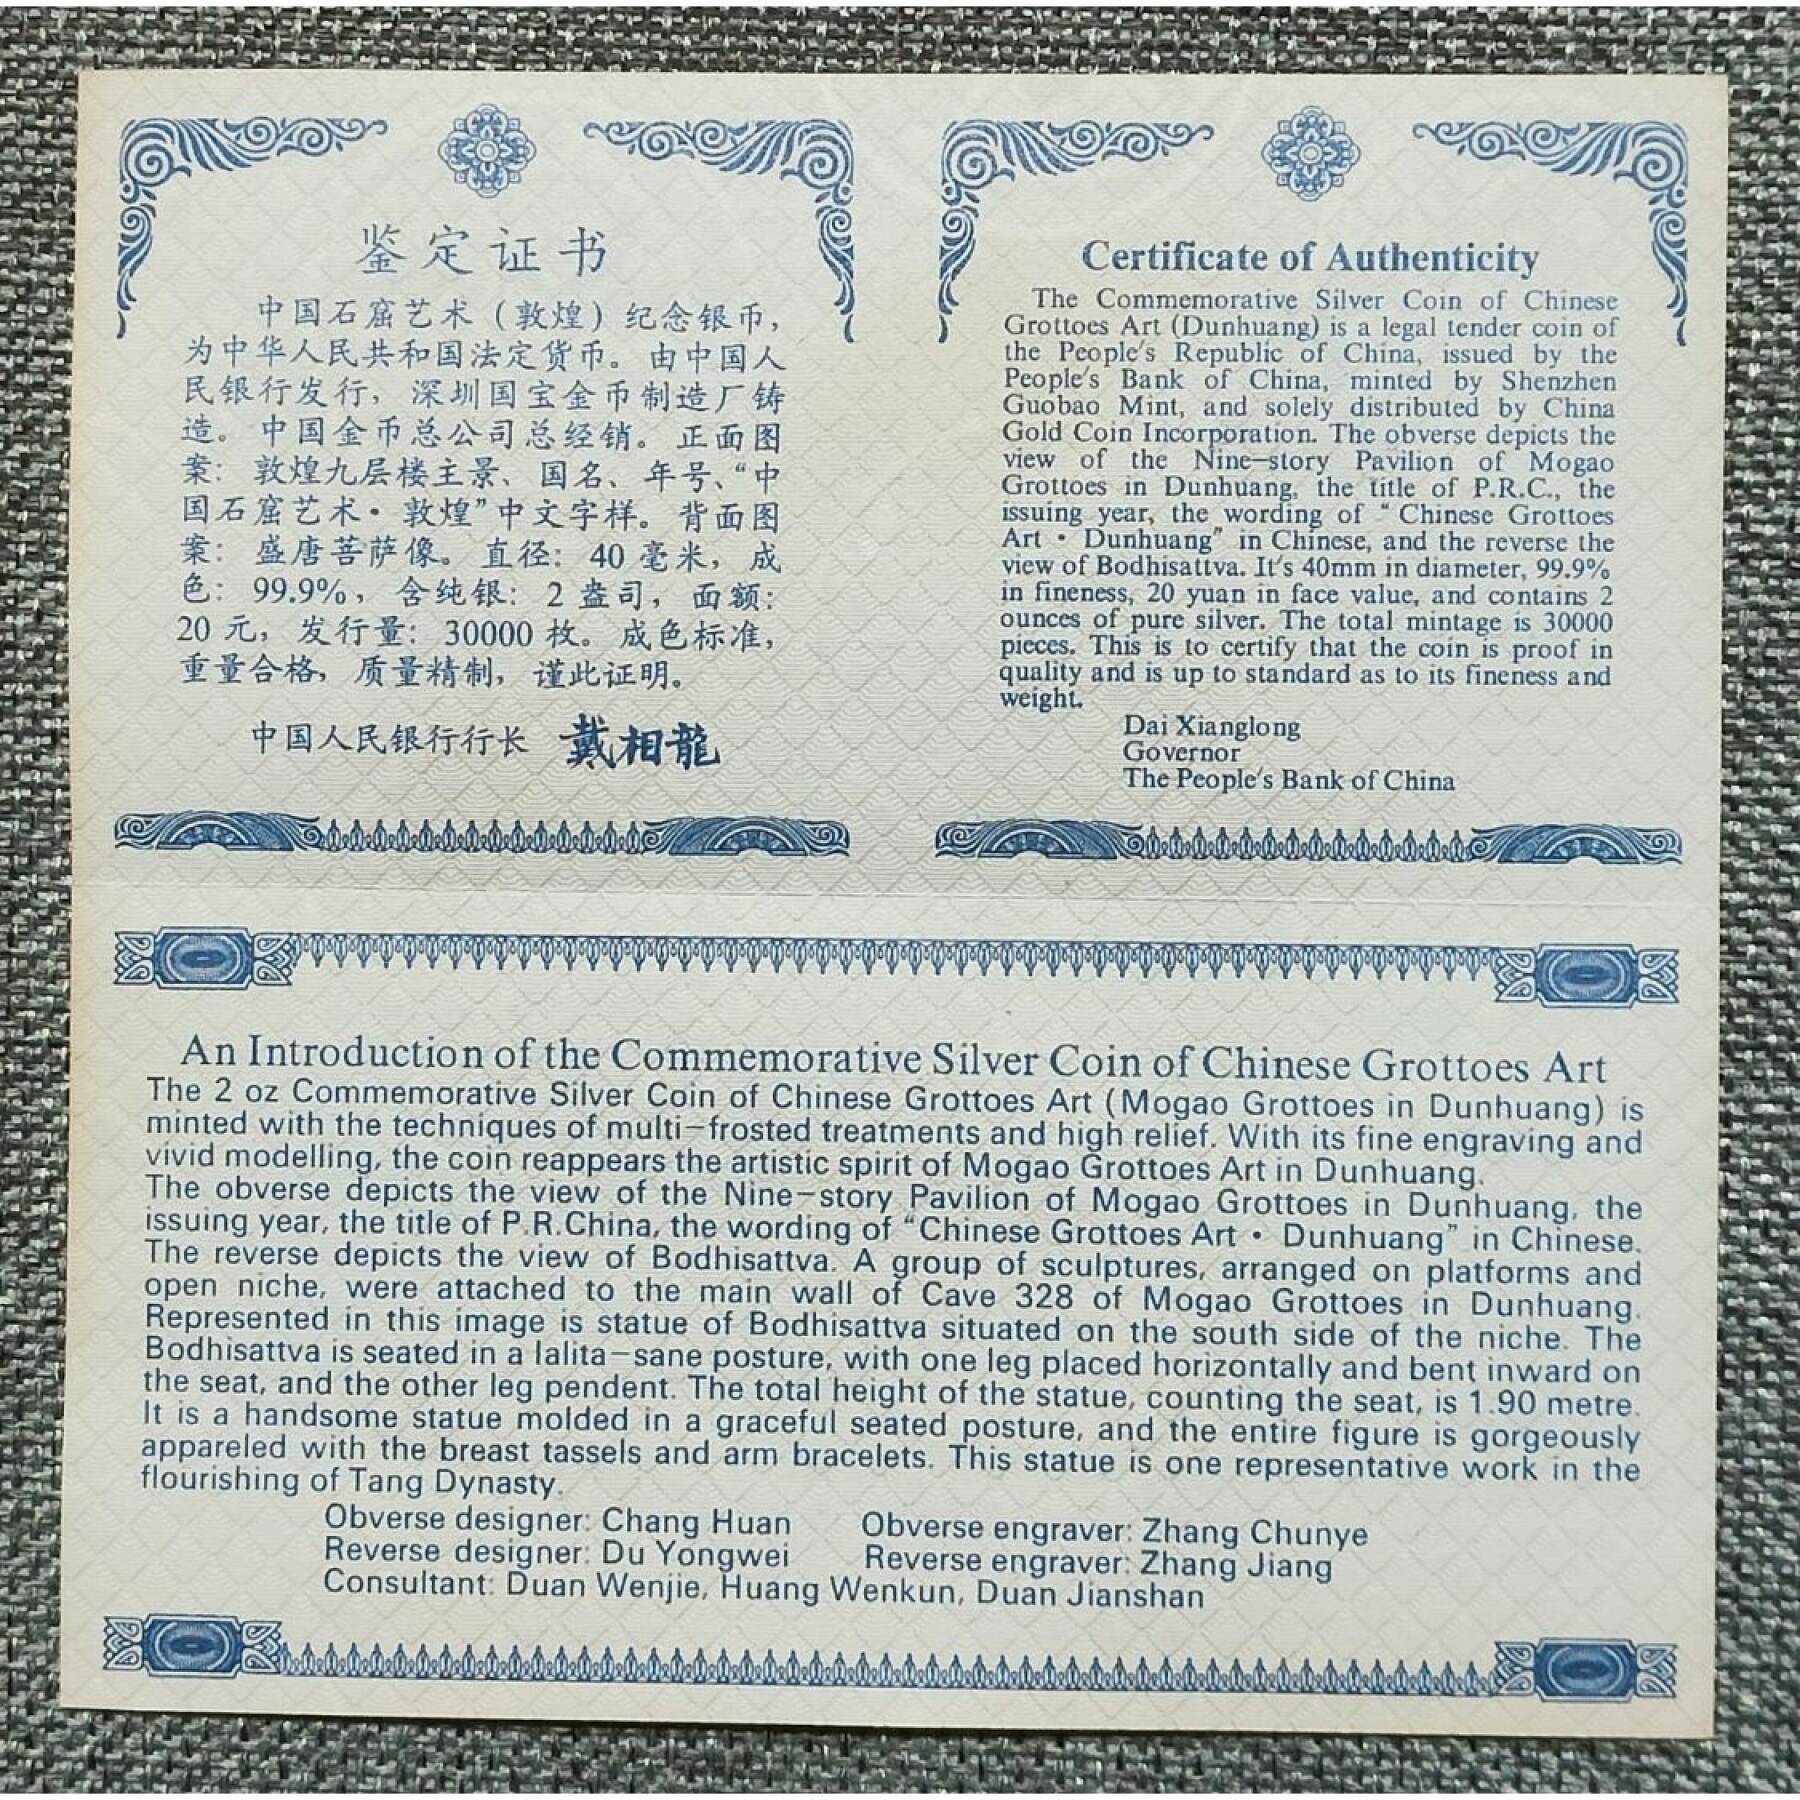 鉴定证书
中国石窟艺术（敦煌）纪念银币，
为中华人民共和国法定货币。由中国人
民银行发行，深圳国宝金币制造厂铸
造。中国金币总公司总经销。正面图
案：敦煌九层楼主景、国名、年号、“中
国石窟艺术·敦煌”中文字样。背面图
案：盛唐菩萨像。直径：40 毫米，成
色：99.9%，含纯银：2 盎司，面额：
20 元，发行量：30000 枚。成色标准，
重量合格，质量精制，谨此证明。
中国人民银行行长 戴相龍
Certificate of Authenticity
The Commemorative Silver Coin of Chinese
Grottoes Art (Dunhuang) is a legal tender coin of
the People's Republic of China, issued by the
People's Bank of China, minted by Shenzhen
Guobao Mint, and solely distributed by China
Gold Coin Incorporation. The obverse depicts the
view of the Nine-story Pavilion of Mogao
Grottoes in Dunhuang, the title of P.R.C., the
issuing year, the wording of “Chinese Grottoes
Art · Dunhuang” in Chinese, and the reverse the
view of Bodhisattva. It's 40mm in diameter, 99.9%
in fineness, 20 yuan in face value, and contains 2
ounces of pure silver. The total mintage is 30000
pieces. This is to certify that the coin is proof in
quality and is up to standard as to its fineness and
weight.
Dai Xianglong
Governor
The People's Bank of China
An Introduction of the Commemorative Silver Coin of Chinese Grottoes Art
The 2 oz Commemorative Silver Coin of Chinese Grottoes Art (Mogao Grottoes in Dunhuang) is
minted with the techniques of multi-frosted treatments and high relief. With its fine engraving and
vivid modelling, the coin reappears the artistic spirit of Mogao Grottoes Art in Dunhuang.
The obverse depicts the view of the Nine-story Pavilion of Mogao Grottoes in Dunhuang, the
issuing year, the title of P.R.China, the wording of “Chinese Grottoes Art · Dunhuang” in Chinese.
The reverse depicts the view of Bodhisattva. A group of sculptures, arranged on platforms and
open niche, were attached to the main wall of Cave 328 of Mogao Grottoes in Dunhuang.
Represented in this image is statue of Bodhisattva situated on the south side of the niche. The
Bodhisattva is seated in a lalita-sane posture, with one leg placed horizontally and bent inward on
the seat, and the other leg pendent. The total height of the statue, counting the seat, is 1.90 metre.
It is a handsome statue molded in a graceful seated posture, and the entire figure is gorgeously
appareled with the breast tassels and arm bracelets. This statue is one representative work in the
flourishing of Tang Dynasty.
Obverse designer: Chang Huan Obverse engraver: Zhang Chunye
Reverse designer: Du Yongwei Reverse engraver: Zhang Jiang
Consultant: Duan Wenjie, Huang Wenkun, Duan Jianshan